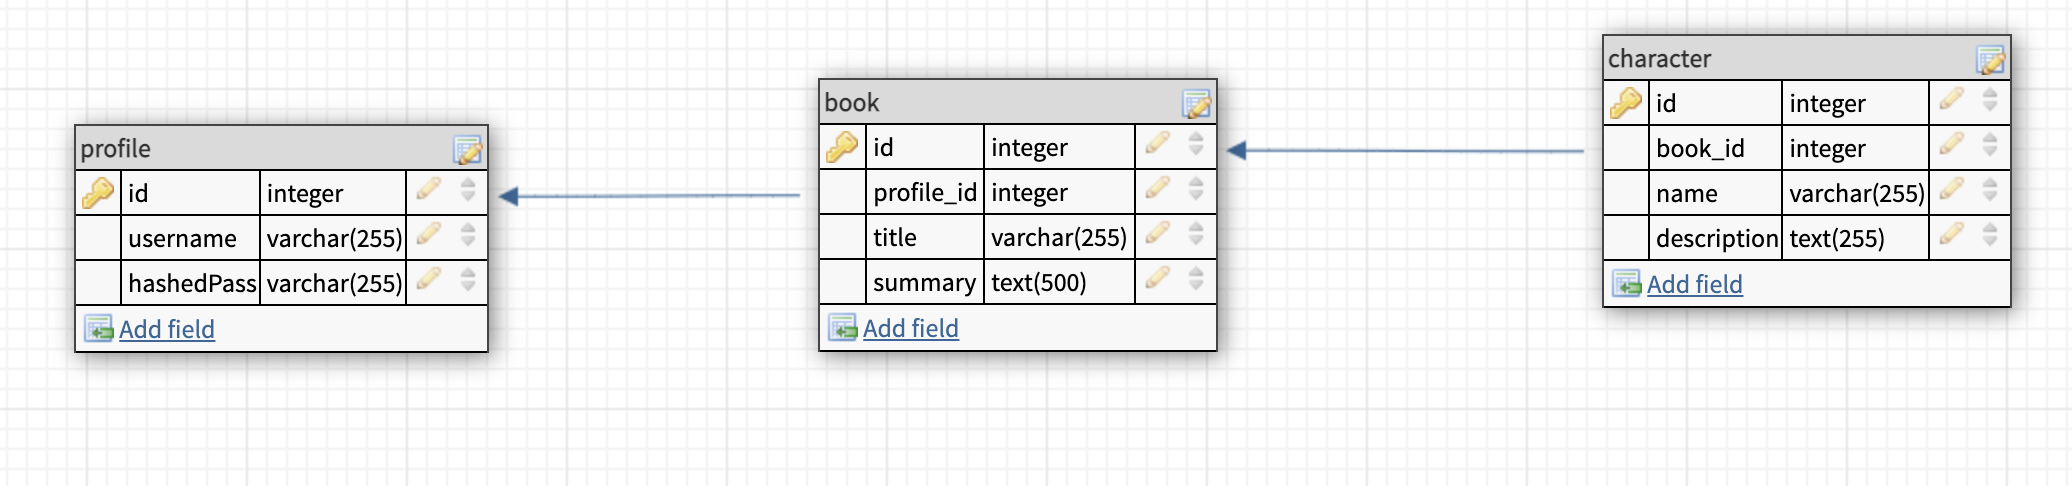 profile
id integer
username varchar(255)
hashedPass varchar(255)
Add field
book
id integer
profile_id integer
title varchar(255)
summary text(500)
Add field
character
id integer
book_id integer
name varchar(255)
description text(255)
Add field